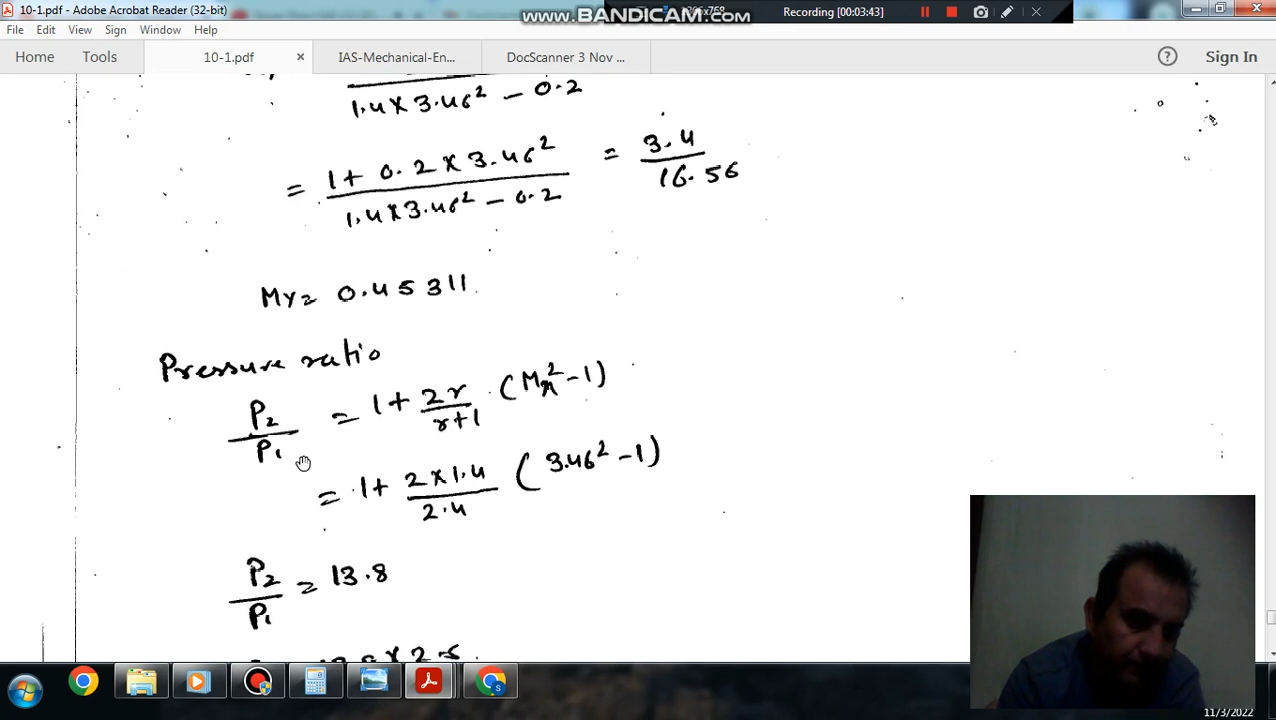 10-1.pdf - Adobe Acrobat Reader (32-bit)
www.BANDICAM.com
Recording [00:03:43]
File Edit View Sign Window Help
Home Tools 10-1.pdf × IAS-Mechanical-En... DocScanner 3 Nov ... Sign In
1.4×3.46² - 0.2
= 1+ 0.2 × 3.46² / 1.4×3.46² - 0.2 = 3.4 / 16.56
My = 0.45311
Pressure ratio
P₂/P₁ = 1+ 2r/r+1 (Mx² -1)
= 1+ 2×1.4/2.4 (3.46² -1)
P₂/P₁ = 13.8
× 2.5
11/3/2022